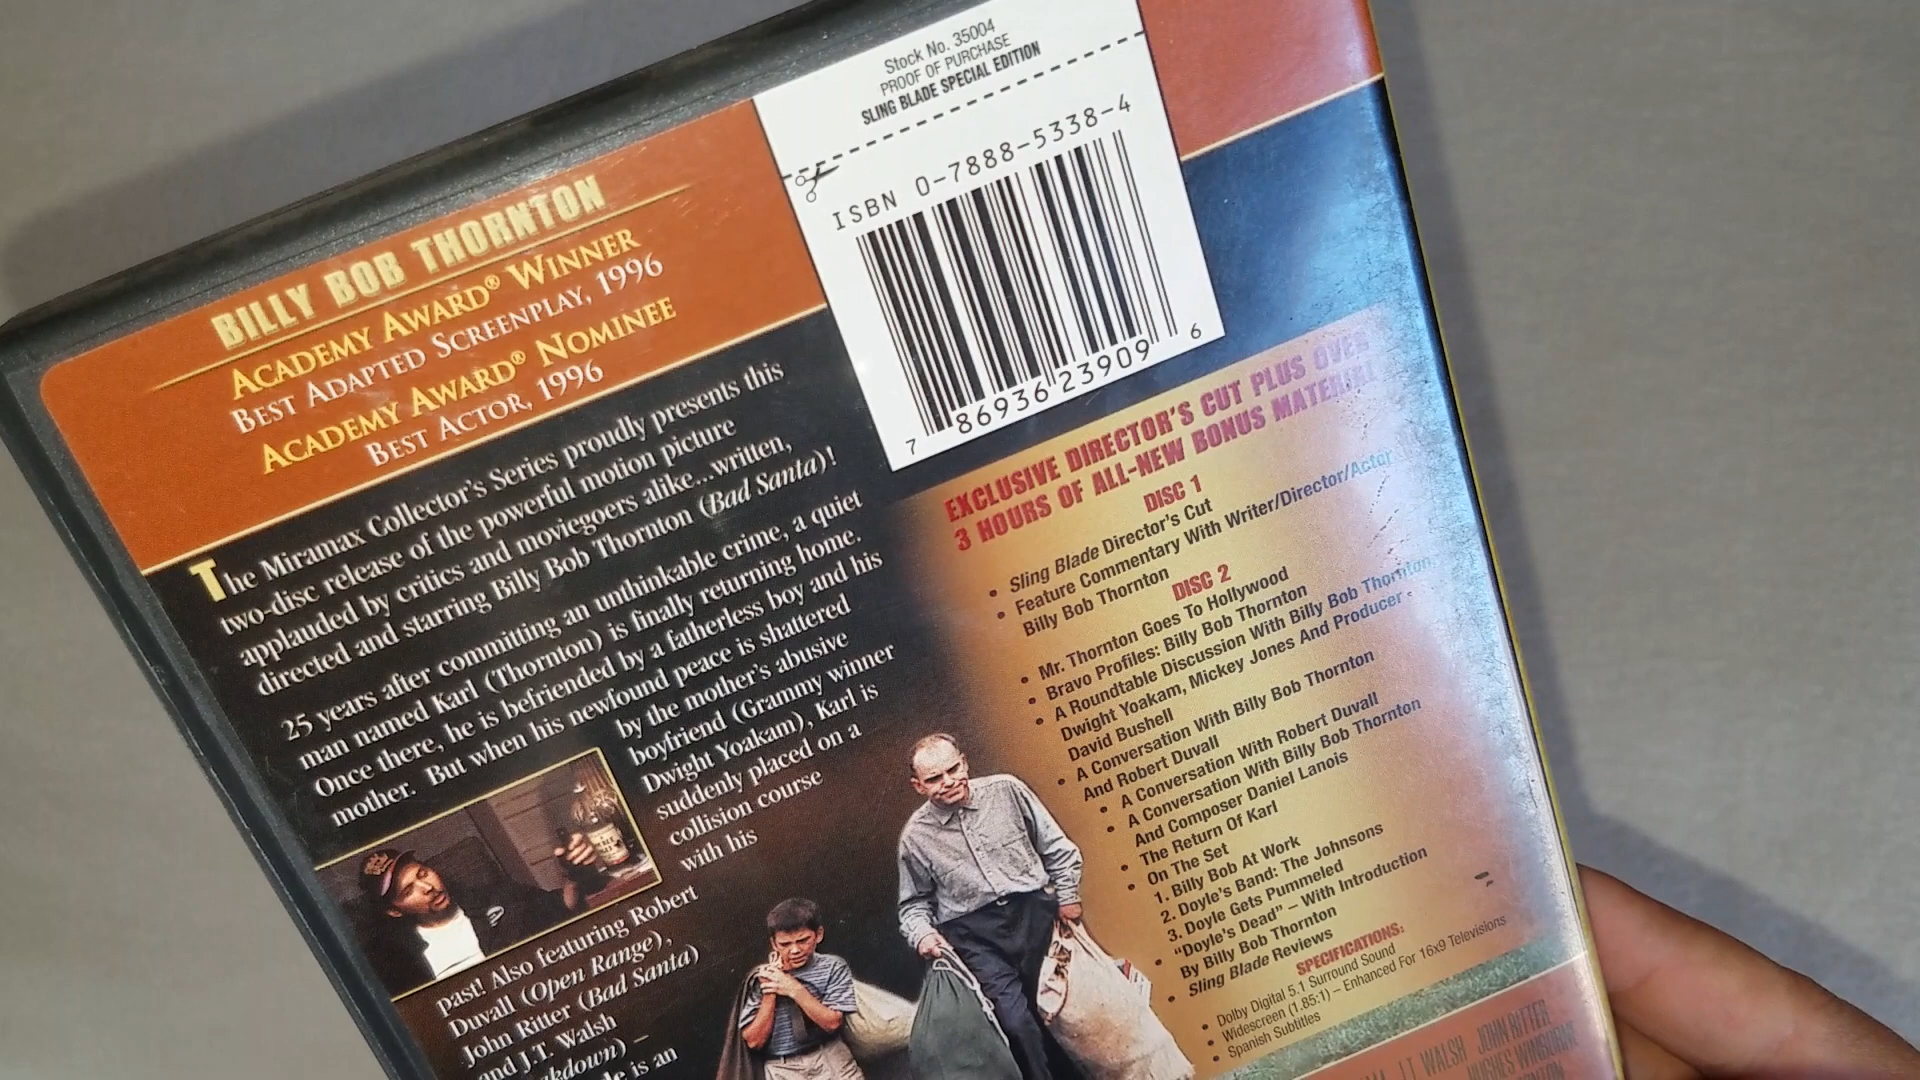 Stock No. 35004
PROOF OF PURCHASE
SLING BLADE SPECIAL EDITION
ISBN 0-7888-5338-4
7 86936 23909 6
BILLY BOB THORNTON
ACADEMY AWARD® WINNER
BEST ADAPTED SCREENPLAY, 1996
ACADEMY AWARD® NOMINEE
BEST ACTOR, 1996
The Miramax Collector's Series proudly presents this
two-disc release of the powerful motion picture
applauded by critics and moviegoers alike...written,
directed and starring Billy Bob Thornton (Bad Santa)!
25 years after committing an unthinkable crime, a quiet
man named Karl (Thornton) is finally returning home.
Once there, he is befriended by a fatherless boy and his
mother. But when his newfound peace is shattered
by the mother's abusive
boyfriend (Grammy winner
Dwight Yoakam), Karl is
suddenly placed on a
collision course
with his
past! Also featuring Robert
Duvall (Open Range),
John Ritter (Bad Santa)
and J.T. Walsh
is an
EXCLUSIVE DIRECTOR'S CUT PLUS OVER
3 HOURS OF ALL-NEW BONUS MATERIAL
DISC 1
• Sling Blade Director's Cut
• Feature Commentary With Writer/Director/Actor
Billy Bob Thornton
DISC 2
• Mr. Thornton Goes To Hollywood
• Bravo Profiles: Billy Bob Thornton
• A Roundtable Discussion With Billy Bob Thornton,
Dwight Yoakam, Mickey Jones And Producer
David Bushell
• A Conversation With Billy Bob Thornton
And Robert Duvall
• A Conversation With Robert Duvall
• A Conversation With Billy Bob Thornton
And Composer Daniel Lanois
• The Return Of Karl
• On The Set
1. Billy Bob At Work
2. Doyle's Band: The Johnsons
3. Doyle Gets Pummeled
• "Doyle's Dead" – With Introduction
By Billy Bob Thornton
• Sling Blade Reviews
SPECIFICATIONS:
• Dolby Digital 5.1 Surround Sound
• Widescreen (1.85:1) – Enhanced For 16x9 Televisions
• Spanish Subtitles
J.T. WALSH JOHN RITTER